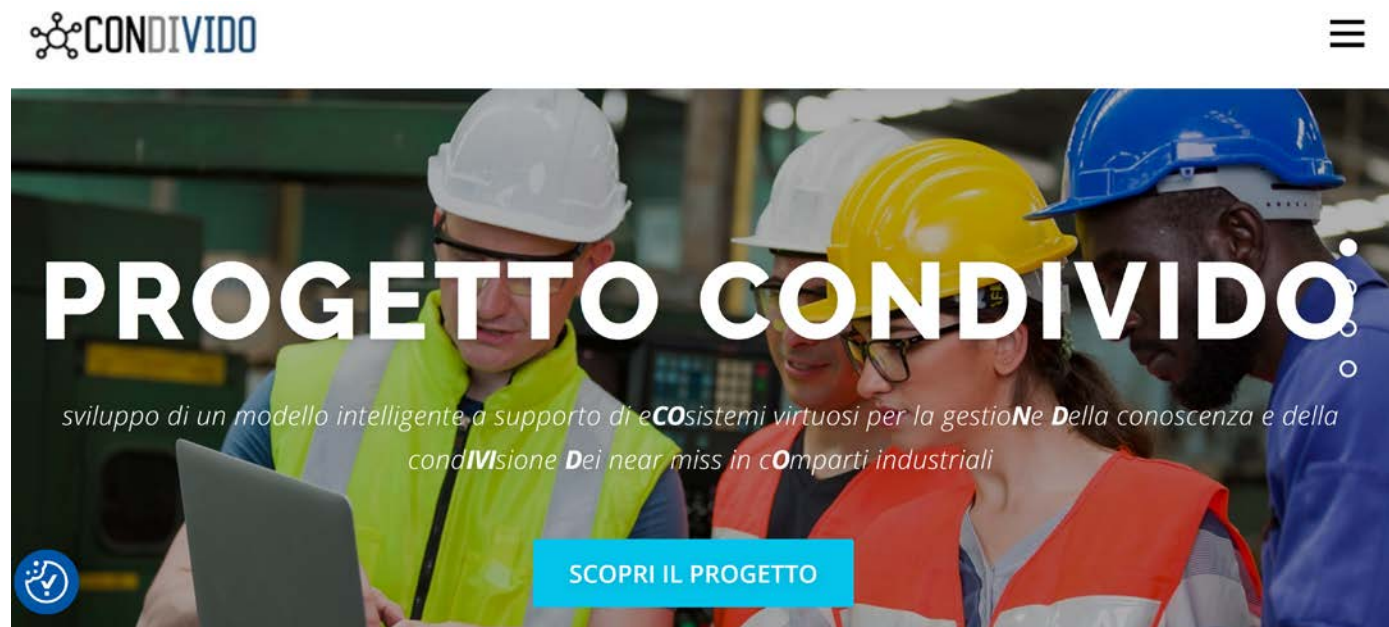 CONDIVIDO
PROGETTO CONDIVIDO
sviluppo di un modello intelligente a supporto di eCOsistemi virtuosi per la gestioNe Della conoscenza e della
condIVIsione Dei near miss in cOmparti industriali
SCOPRI IL PROGETTO